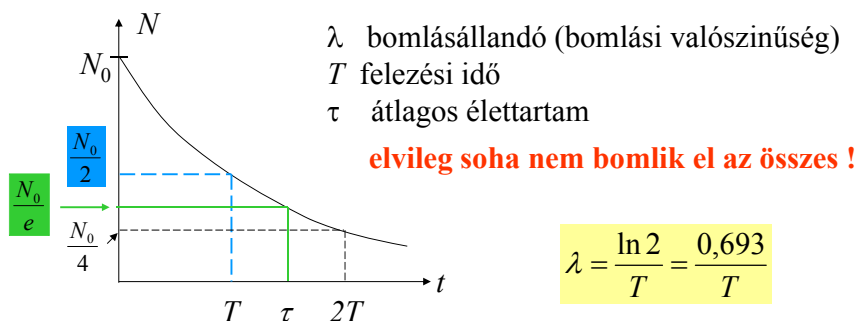 N
N₀
N₀/2
N₀/e
N₀/4
T τ 2T
t
λ bomlásállandó (bomlási valószinűség)
T felezési idő
τ átlagos élettartam
elvileg soha nem bomlik el az összes !
λ = ln 2/T = 0,693/T